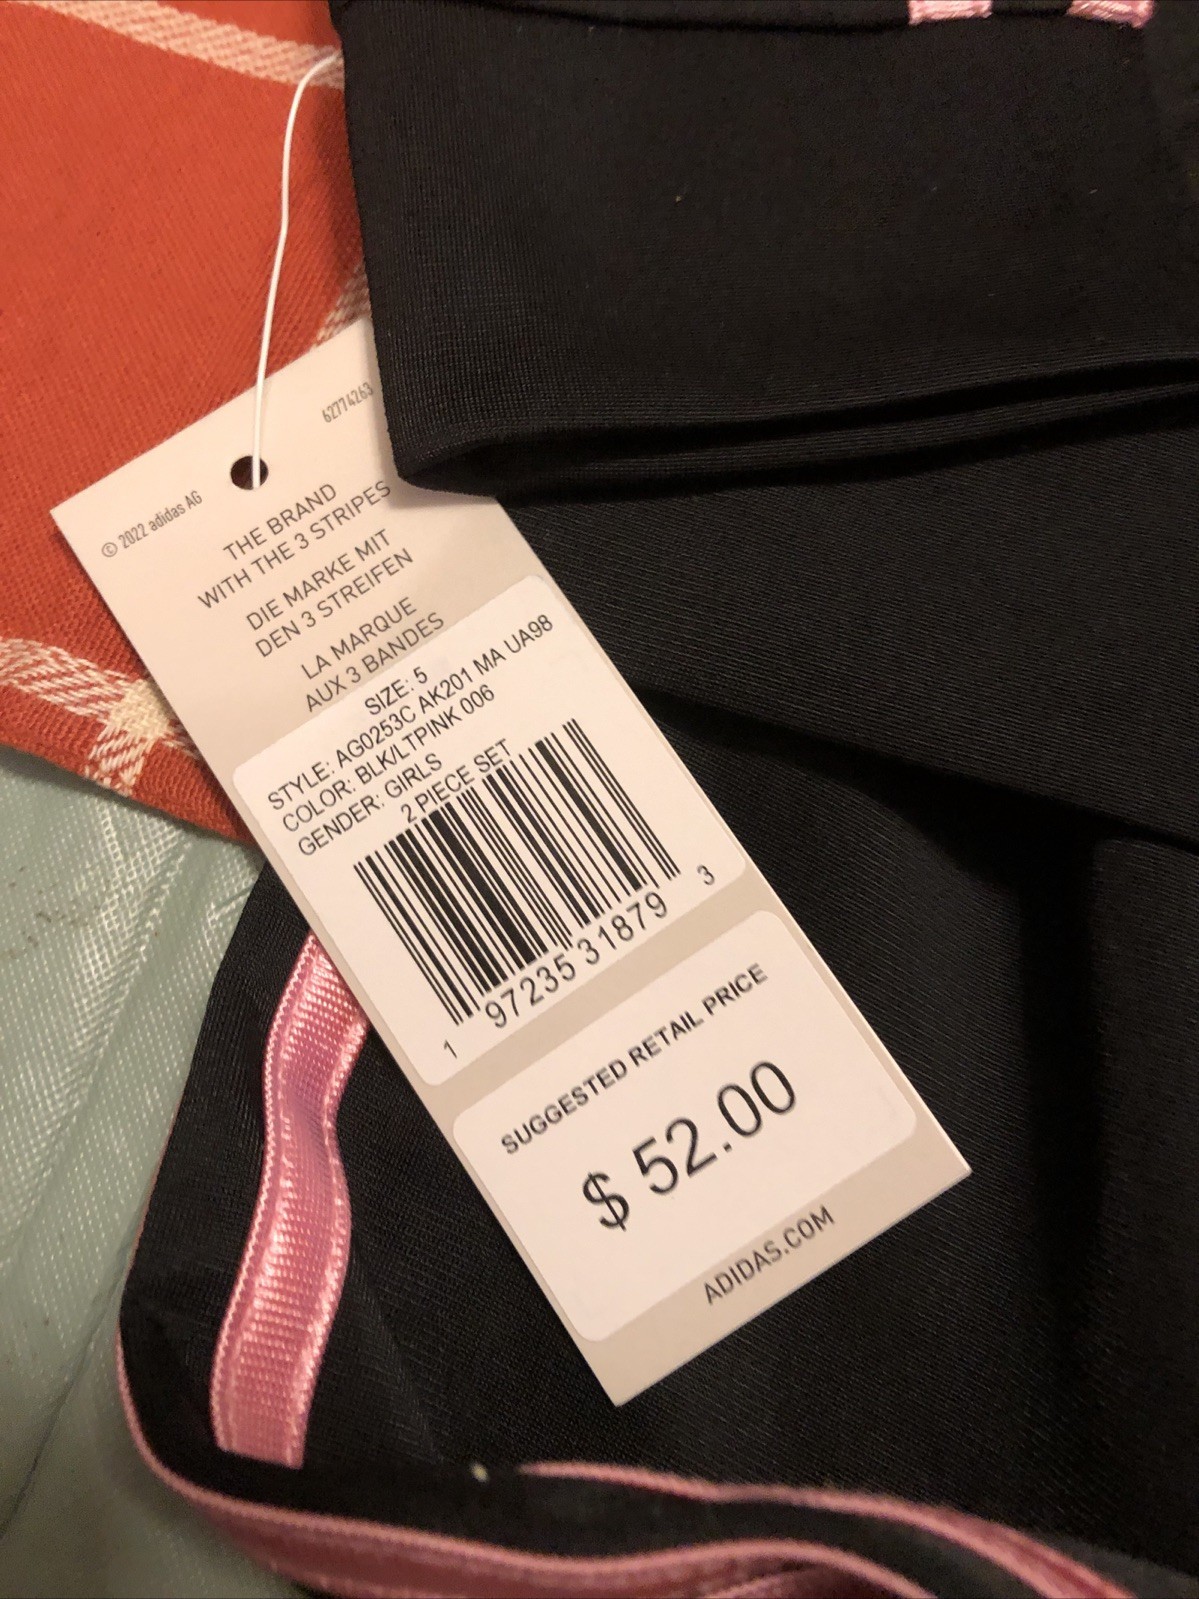 62774263
© 2022 adidas AG
THE BRAND
WITH THE 3 STRIPES
DIE MARKE MIT
DEN 3 STREIFEN
LA MARQUE
AUX 3 BANDES
SIZE: 5
STYLE: AG0253C AK201 MA UA98
COLOR: BLK/LTPINK 006
GENDER: GIRLS
2 PIECE SET
1 97235 31879 3
SUGGESTED RETAIL PRICE
$ 52.00
ADIDAS.COM